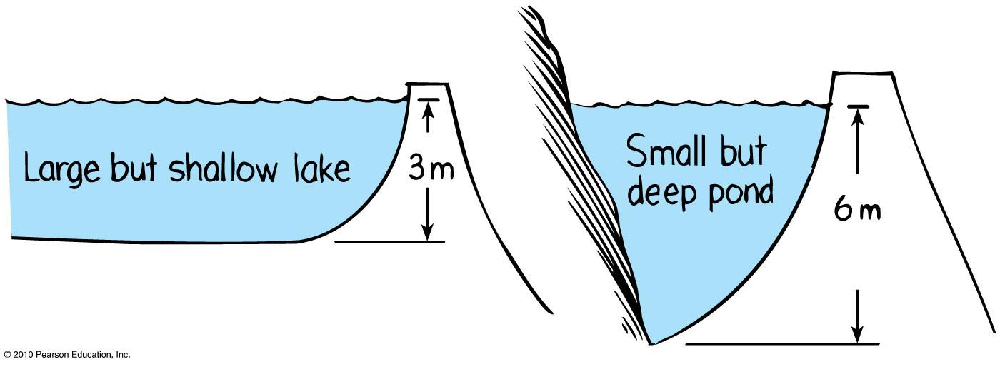 Large but shallow lake
3 m
Small but
deep pond
6 m
© 2010 Pearson Education, Inc.